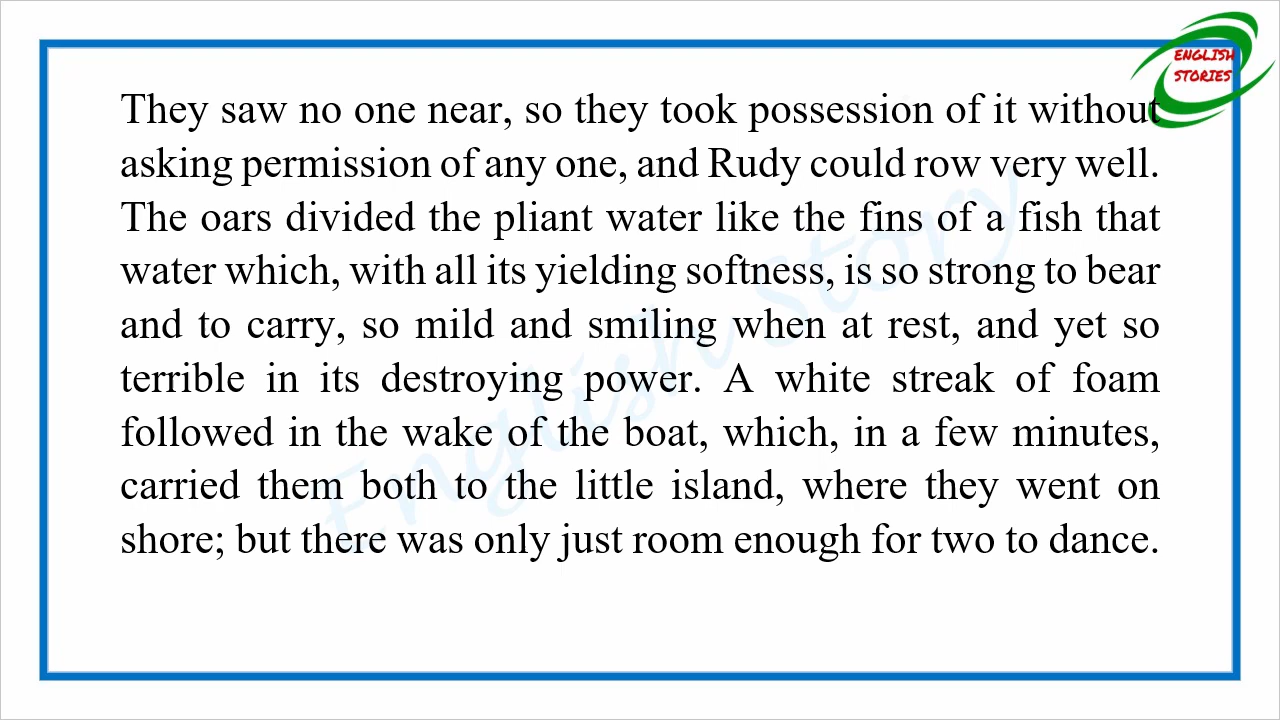 ENGLISH
STORIES
They saw no one near, so they took possession of it without
asking permission of any one, and Rudy could row very well.
The oars divided the pliant water like the fins of a fish that
water which, with all its yielding softness, is so strong to bear
and to carry, so mild and smiling when at rest, and yet so
terrible in its destroying power. A white streak of foam
followed in the wake of the boat, which, in a few minutes,
carried them both to the little island, where they went on
shore; but there was only just room enough for two to dance.
English Story